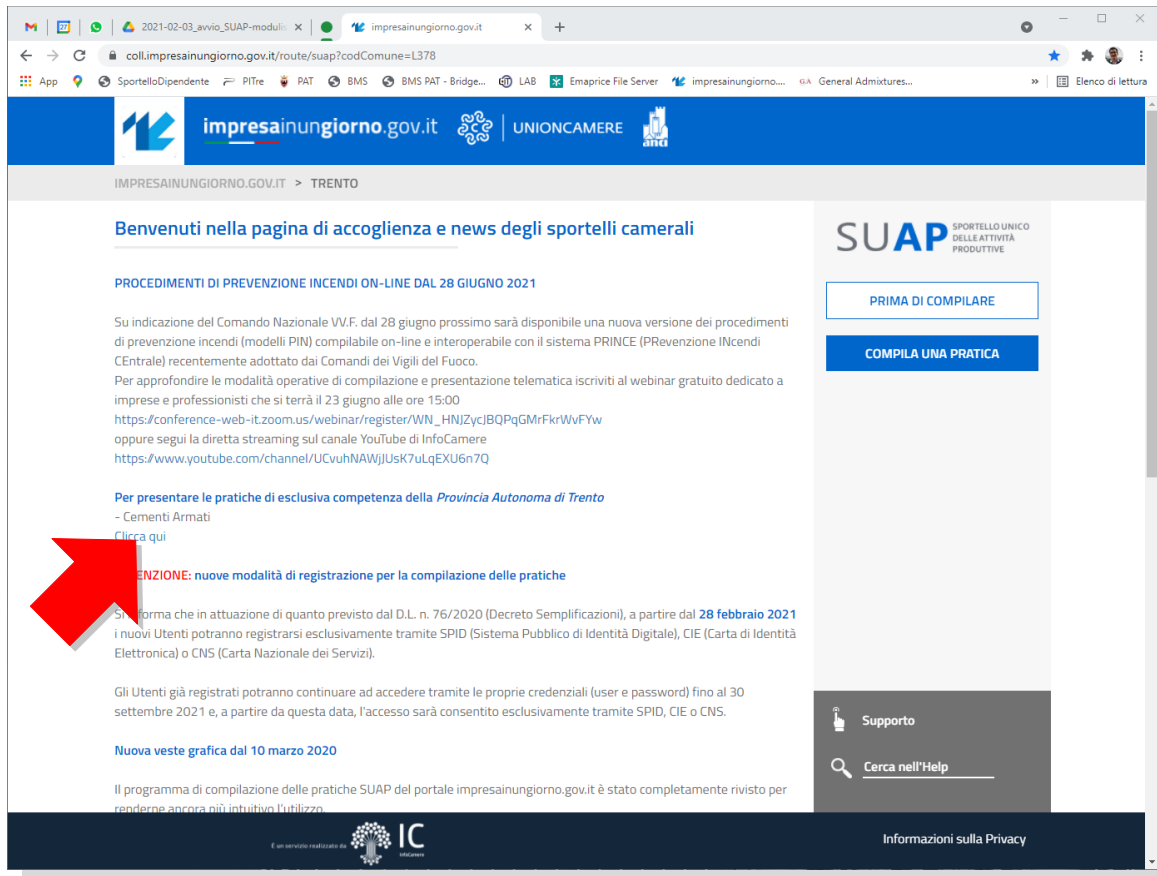 2021-02-03_avvio_SUAP-modulis
impresainungiorno.gov.it
coll.impresainungiorno.gov.it/route/suap?codComune=L378
App
SportelloDipendente
PITre
PAT
BMS
BMS PAT - Bridge...
LAB
Emaprice File Server
impresainungiorno....
GA General Admixtures...
»
Elenco di lettura
impresainungiorno.gov.it
UNIONCAMERE
anci
IMPRESAINUNGIORNO.GOV.IT > TRENTO
Benvenuti nella pagina di accoglienza e news degli sportelli camerali
PROCEDIMENTI DI PREVENZIONE INCENDI ON-LINE DAL 28 GIUGNO 2021
Su indicazione del Comando Nazionale VV.F. dal 28 giugno prossimo sarà disponibile una nuova versione dei procedimenti
di prevenzione incendi (modelli PIN) compilabile on-line e interoperabile con il sistema PRINCE (PRevenzione INcendi
CEntrale) recentemente adottato dai Comandi dei Vigili del Fuoco.
Per approfondire le modalità operative di compilazione e presentazione telematica iscriviti al webinar gratuito dedicato a
imprese e professionisti che si terrà il 23 giugno alle ore 15:00
https://conference-web-it.zoom.us/webinar/register/WN_HNJZycJBQPqGMrFkrWvFYw
oppure segui la diretta streaming sul canale YouTube di InfoCamere
https://www.youtube.com/channel/UCvuhNAWjJUsK7uLqEXU6n7Q
Per presentare le pratiche di esclusiva competenza della Provincia Autonoma di Trento
- Cementi Armati
Clicca qui
ENZIONE: nuove modalità di registrazione per la compilazione delle pratiche
Si forma che in attuazione di quanto previsto dal D.L. n. 76/2020 (Decreto Semplificazioni), a partire dal 28 febbraio 2021
i nuovi Utenti potranno registrarsi esclusivamente tramite SPID (Sistema Pubblico di Identità Digitale), CIE (Carta di Identità
Elettronica) o CNS (Carta Nazionale dei Servizi).
Gli Utenti già registrati potranno continuare ad accedere tramite le proprie credenziali (user e password) fino al 30
settembre 2021 e, a partire da questa data, l'accesso sarà consentito esclusivamente tramite SPID, CIE o CNS.
Nuova veste grafica dal 10 marzo 2020
Il programma di compilazione delle pratiche SUAP del portale impresainungiorno.gov.it è stato completamente rivisto per
renderne ancora più intuitivo l'utilizzo.
SUAP
SPORTELLO UNICO
DELLE ATTIVITÀ
PRODUTTIVE
PRIMA DI COMPILARE
COMPILA UNA PRATICA
Supporto
Cerca nell'Help
È un servizio realizzato da
IC
InfoCamere
Informazioni sulla Privacy